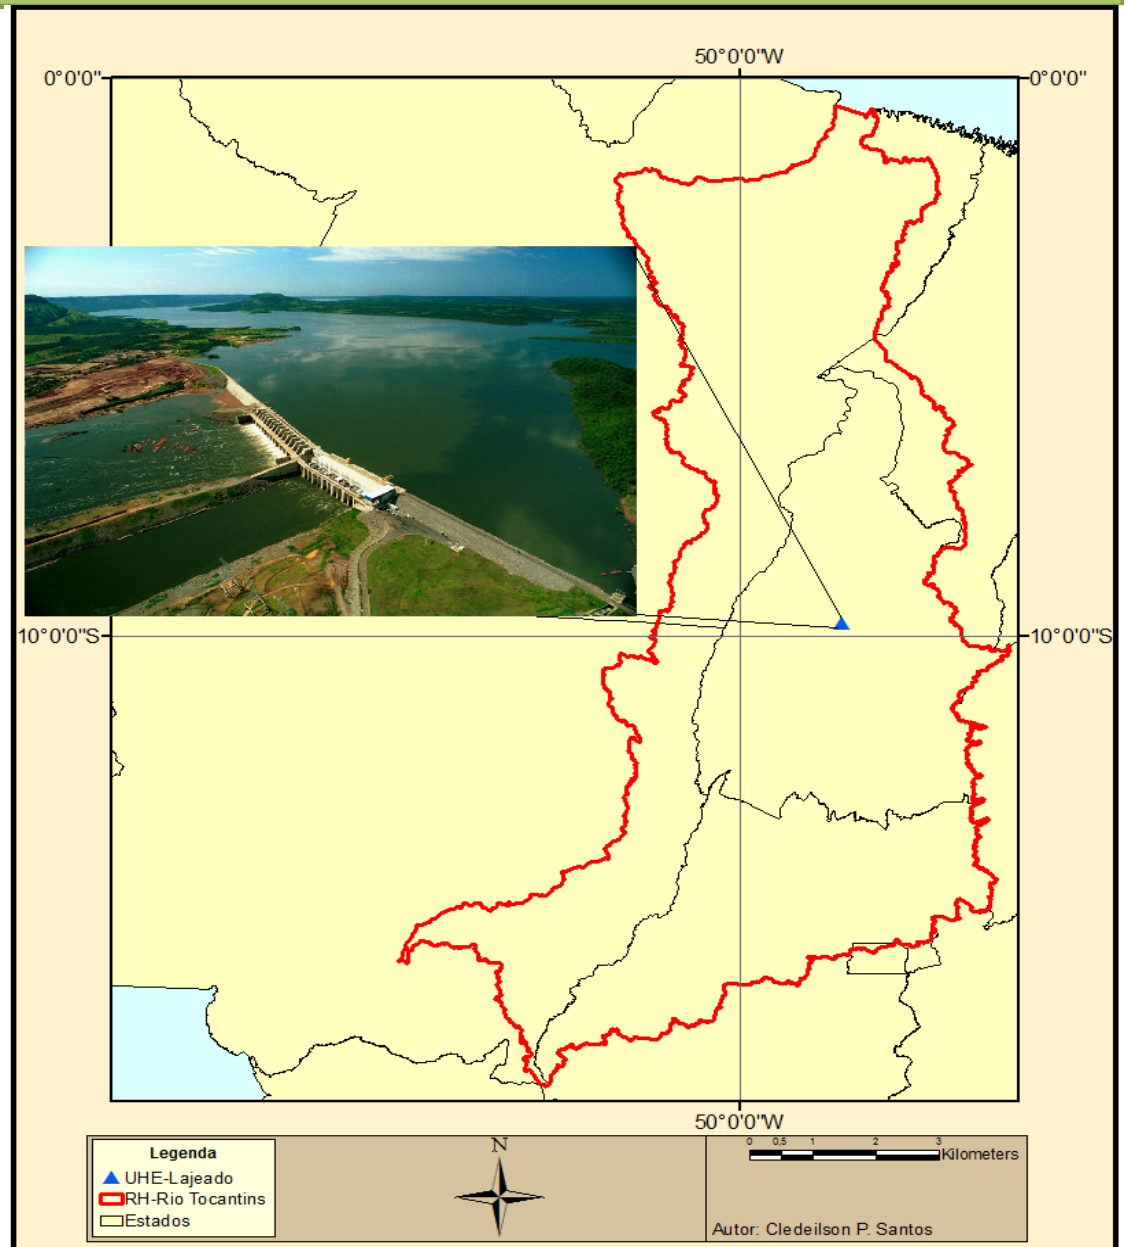 50°0'0"W
0°0'0"
0°0'0"
10°0'0"S
10°0'0"S
50°0'0"W
Legenda
UHE-Lajeado
RH-Rio Tocantins
Estados
N
0 0,5 1 2 3
Kilometers
Autor: Cledeilson P. Santos